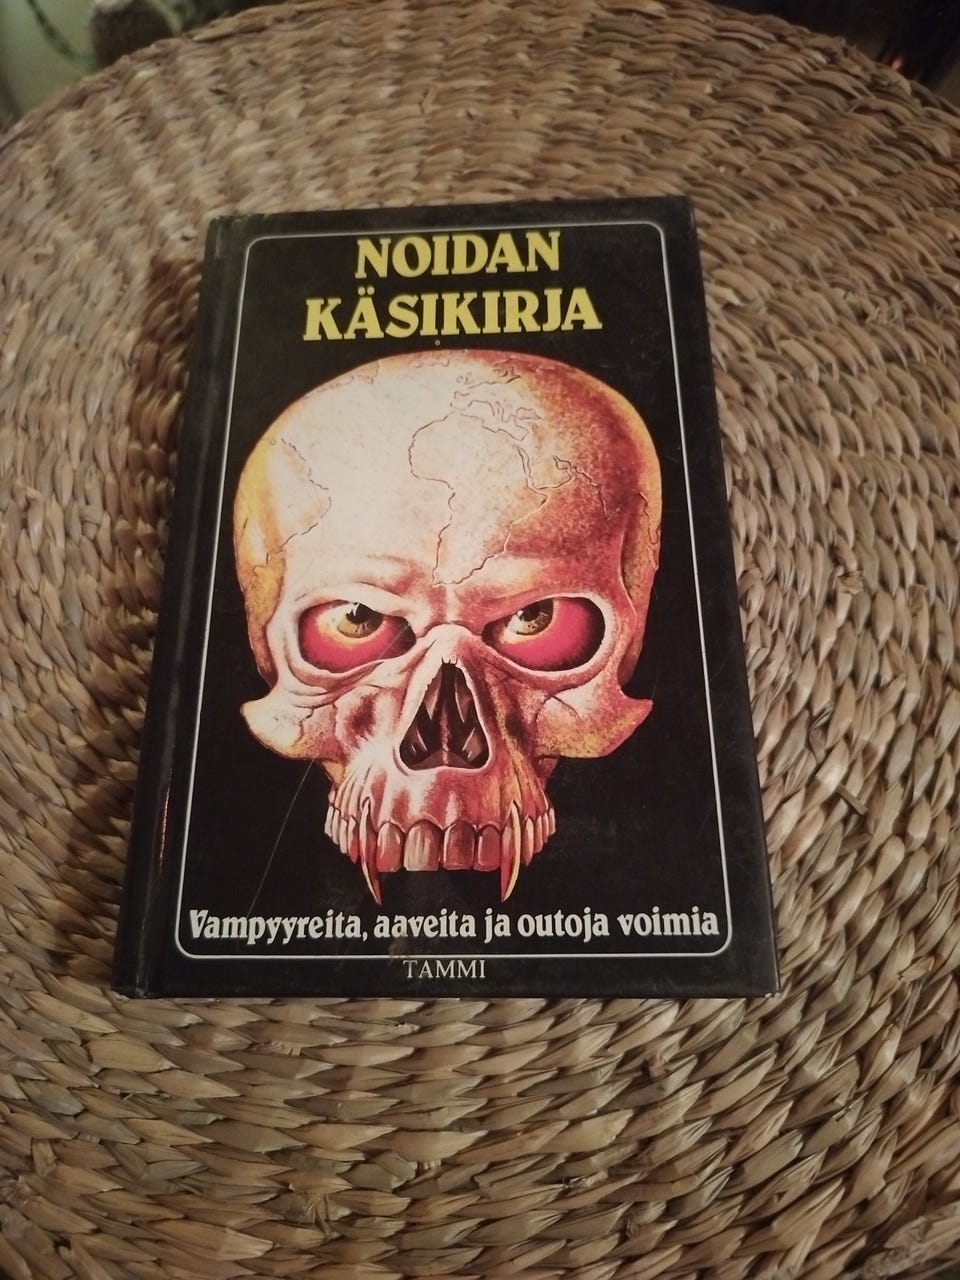 NOIDAN
KÄSIKIRJA
Vampyyreita, aaveita ja outoja voimia
TAMMI